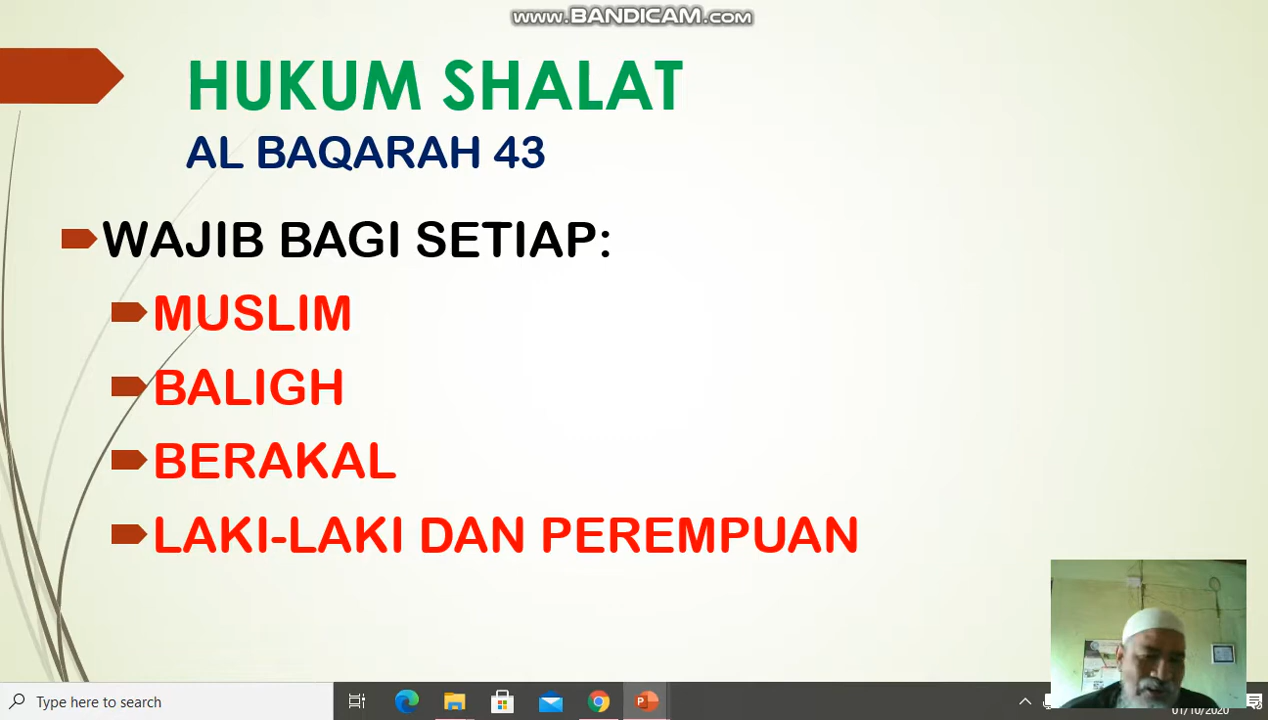 www.BANDICAM.com
HUKUM SHALAT
AL BAQARAH 43
WAJIB BAGI SETIAP:
MUSLIM
BALIGH
BERAKAL
LAKI-LAKI DAN PEREMPUAN
Type here to search
01/10/2020